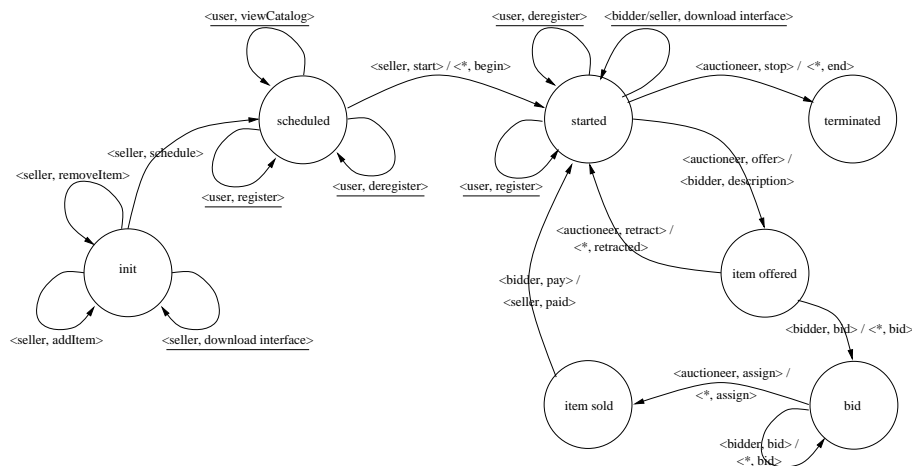 <user, viewCatalog>
<user, deregister>
<bidder/seller, download interface>
<seller, start> / <*, begin>
<auctioneer, stop> / <*, end>
scheduled
started
terminated
<seller, schedule>
<seller, removeItem>
<user, register>
<user, deregister>
<user, register>
<auctioneer, offer> /
<bidder, description>
<auctioneer, retract> /
<*, retracted>
init
item offered
<bidder, pay> /
<seller, paid>
<seller, addItem>
<seller, download interface>
<bidder, bid> / <*, bid>
<auctioneer, assign> /
<*, assign>
item sold
bid
<bidder, bid> /
<*, bid>